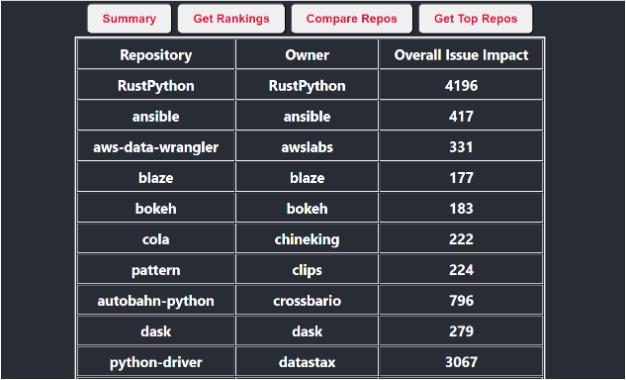 Summary Get Rankings Compare Repos Get Top Repos
Repository Owner Overall Issue Impact
RustPython RustPython 4196
ansible ansible 417
aws-data-wrangler awslabs 331
blaze blaze 177
bokeh bokeh 183
cola chineking 222
pattern clips 224
autobahn-python crossbario 796
dask dask 279
python-driver datastax 3067